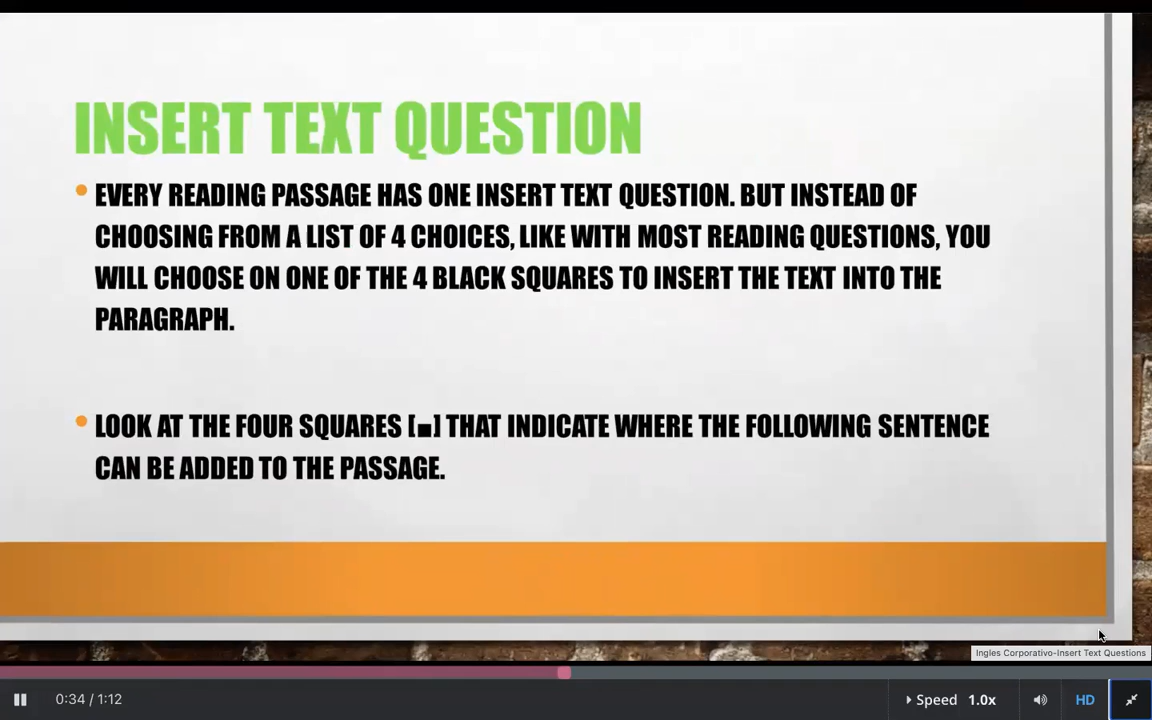 INSERT TEXT QUESTION
• EVERY READING PASSAGE HAS ONE INSERT TEXT QUESTION. BUT INSTEAD OF
CHOOSING FROM A LIST OF 4 CHOICES, LIKE WITH MOST READING QUESTIONS, YOU
WILL CHOOSE ON ONE OF THE 4 BLACK SQUARES TO INSERT THE TEXT INTO THE
PARAGRAPH.
• LOOK AT THE FOUR SQUARES [■] THAT INDICATE WHERE THE FOLLOWING SENTENCE
CAN BE ADDED TO THE PASSAGE.
Ingles Corporativo-Insert Text Questions
0:34 / 1:12
Speed 1.0x
HD